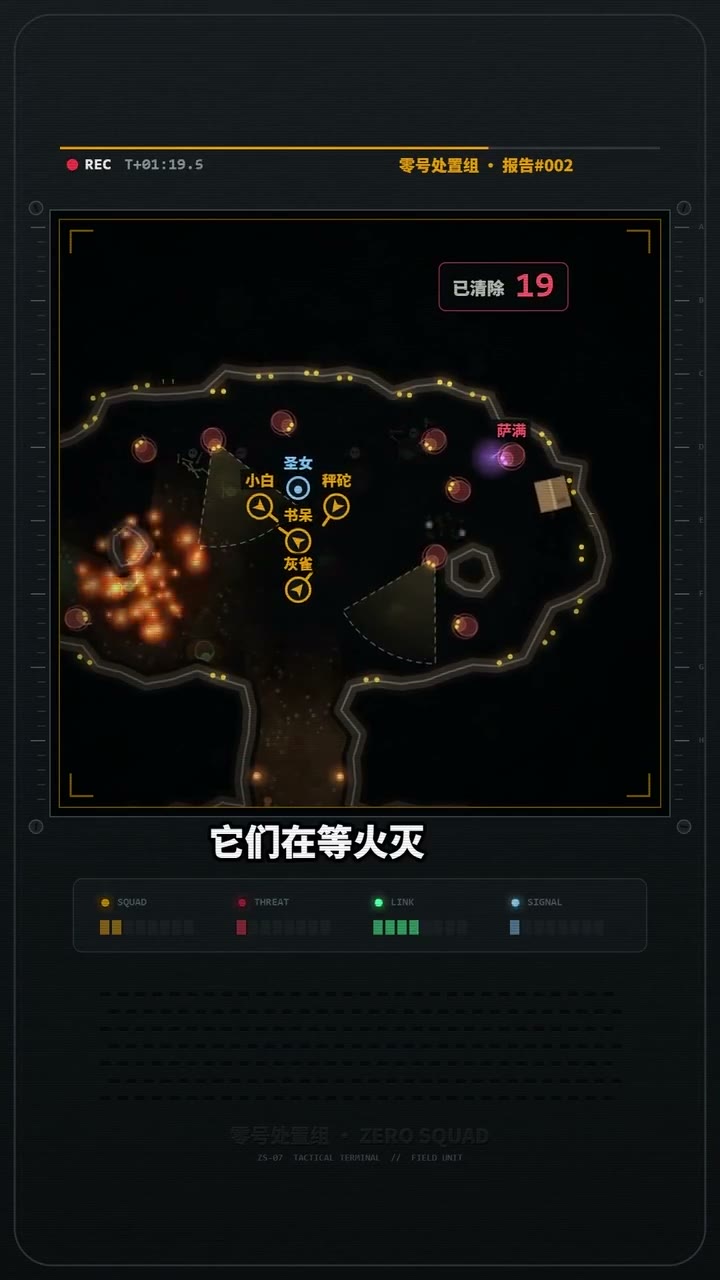 REC T+01:19.5
零号处置组 • 报告#002
已清除 19
萨满
圣女
小白
秤砣
书呆
灰雀
它们在等火灭
SQUAD
THREAT
LINK
SIGNAL
零号处置组 • ZERO SQUAD
ZS-07 TACTICAL TERMINAL // FIELD UNIT
A
B
C
D
E
F
G
H